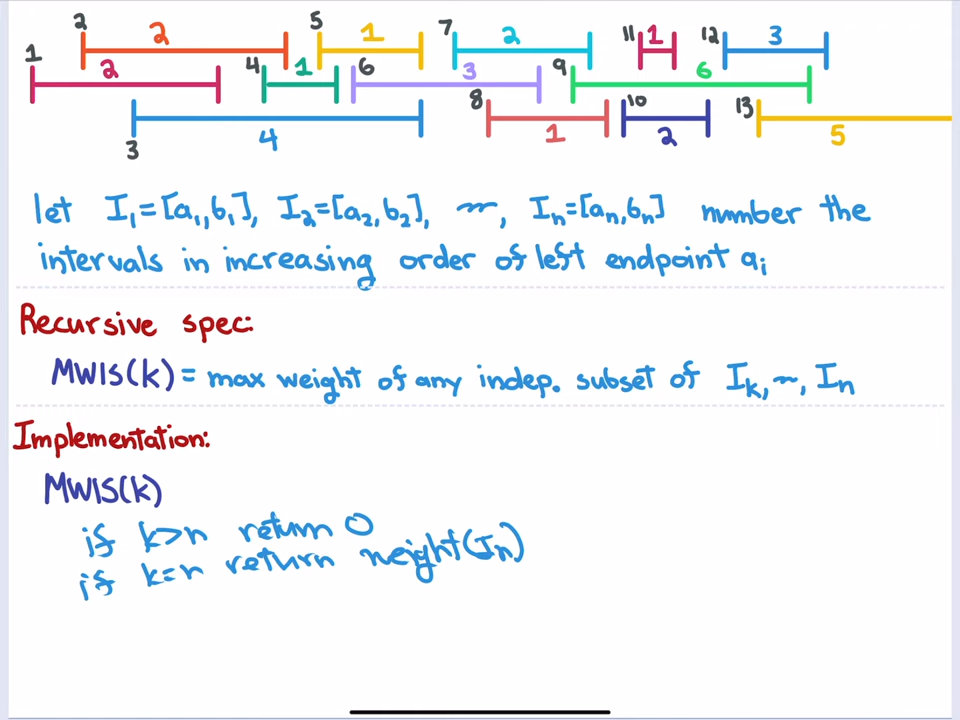 2 2 5 1 7 2 11 1 12 3
1 2 4 1 6 3 9 6
3 4 8 1 10 2 13 5
let I₁=[a₁,b₁], I₂=[a₂,b₂], ~, Iₙ=[aₙ,bₙ] number the
intervals in increasing order of left endpoint aᵢ
Recursive spec:
MWIS(k) = max weight of any indep. subset of Iₖ, ~, Iₙ
Implementation:
MWIS(k)
if k>n return 0
if k=n return weight(Iₙ)